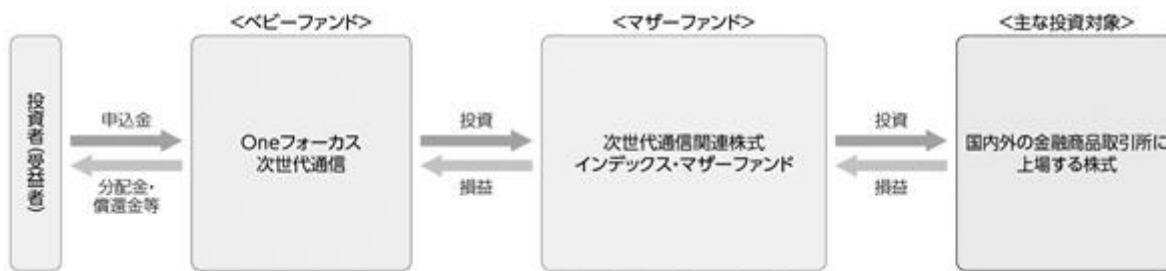 <ベビーファンド>
<マザーファンド>
<主な投資対象>
投資者(受益者)
申込金
分配金・
償還金等
Oneフォーカス
次世代通信
投資
損益
次世代通信関連株式
インデックス・マザーファンド
投資
損益
国内外の金融商品取引所に
上場する株式